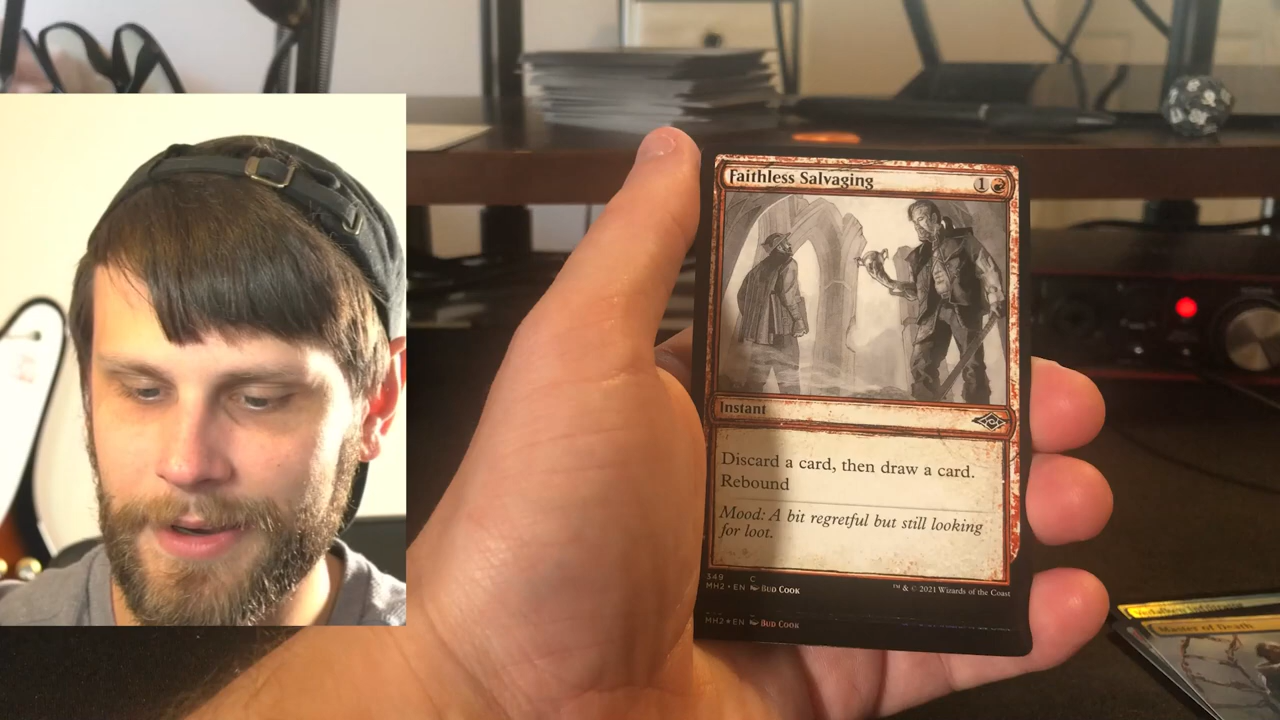 Faithless Salvaging
1
Instant
Discard a card, then draw a card.
Rebound
Mood: A bit regretful but still looking
for loot.
349 C
MH2 • EN Bud Cook
™ & © 2021 Wizards of the Coast
MH2 ★ EN Bud Cook
Master of Death